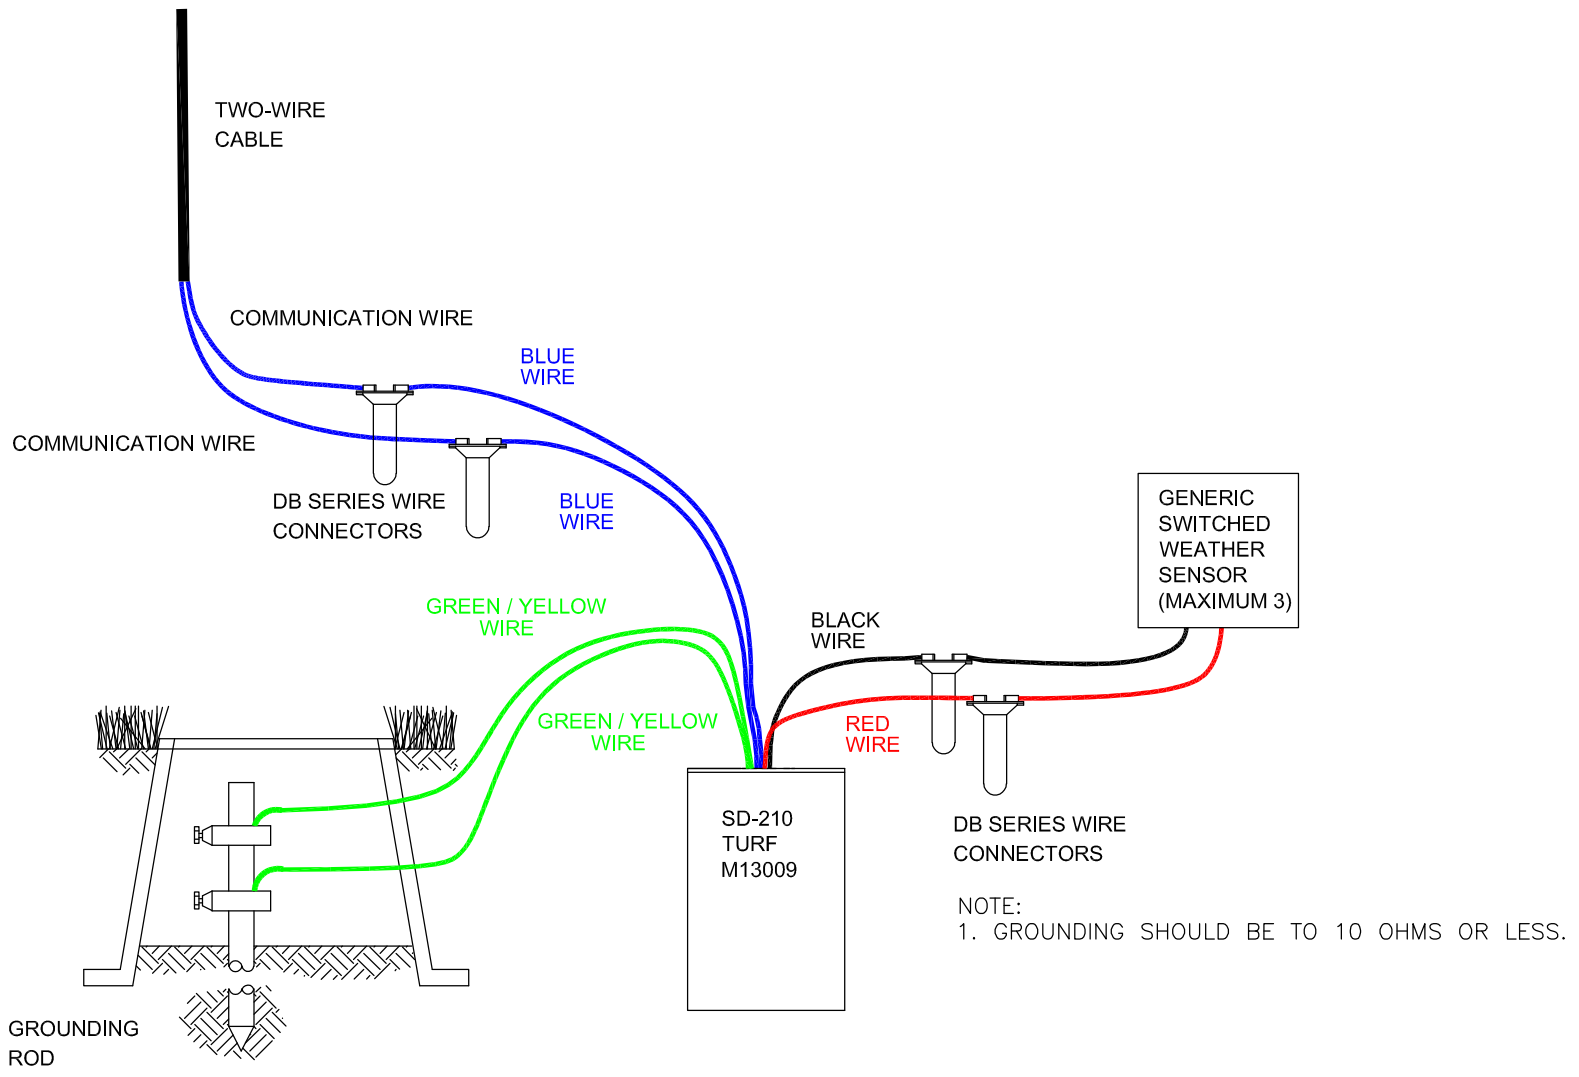 TWO-WIRE
CABLE
COMMUNICATION WIRE
BLUE
WIRE
COMMUNICATION WIRE
DB SERIES WIRE
CONNECTORS
BLUE
WIRE
GENERIC
SWITCHED
WEATHER
SENSOR
(MAXIMUM 3)
GREEN / YELLOW
WIRE
BLACK
WIRE
GREEN / YELLOW
WIRE
RED
WIRE
SD-210
TURF
M13009
DB SERIES WIRE
CONNECTORS
NOTE:
1. GROUNDING SHOULD BE TO 10 OHMS OR LESS.
GROUNDING
ROD